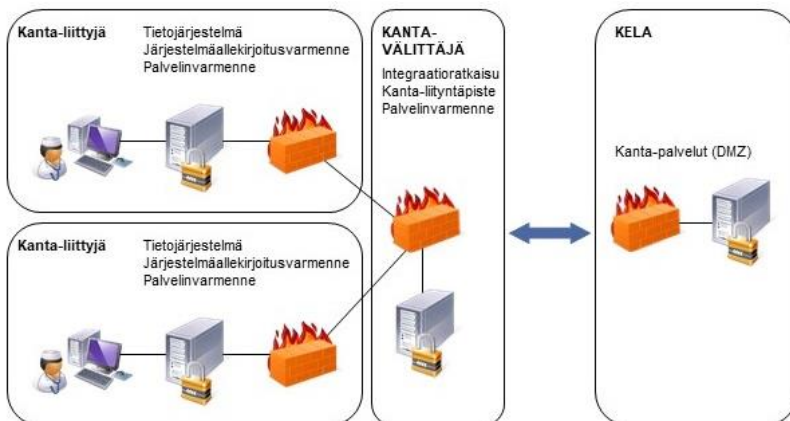 Kanta-liittyjä
Tietojärjestelmä
Järjestelmäallekirjoitusvarmenne
Palvelinvarmenne
Kanta-liittyjä
Tietojärjestelmä
Järjestelmäallekirjoitusvarmenne
Palvelinvarmenne
KANTA-
VÄLITTÄJÄ
Integraatioratkaisu
Kanta-liityntäpiste
Palvelinvarmenne
KELA
Kanta-palvelut (DMZ)